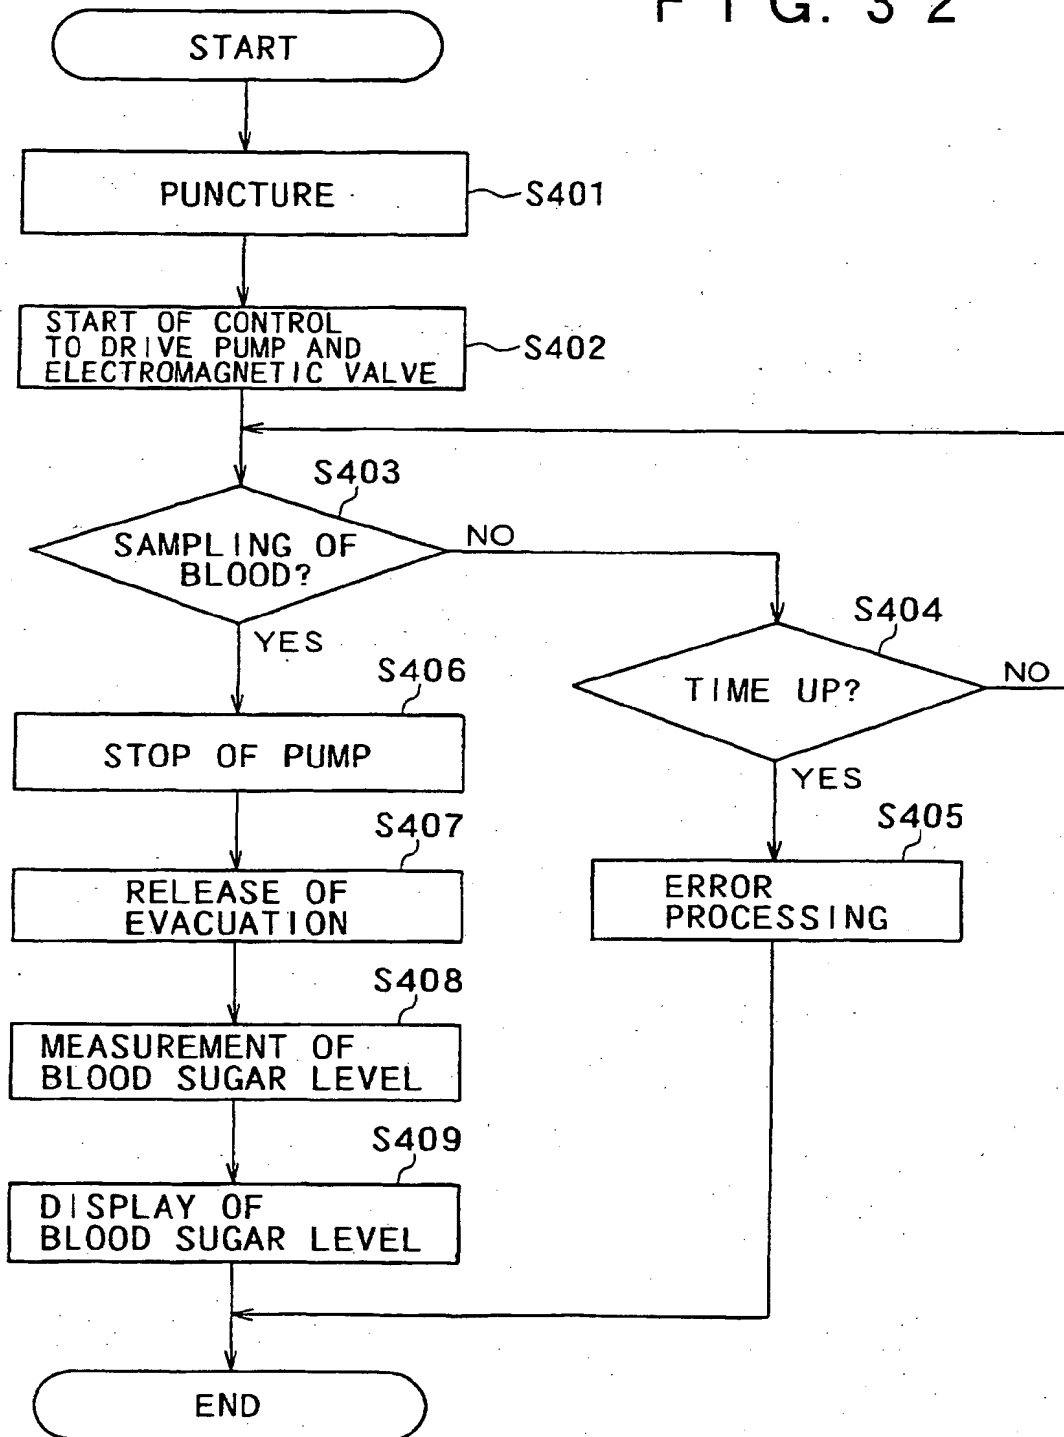 FIG. 32
START
PUNCTURE
S401
START OF CONTROL
TO DRIVE PUMP AND
ELECTROMAGNETIC VALVE
S402
S403
SAMPLING OF
BLOOD?
NO
YES
S404
TIME UP?
NO
YES
S405
ERROR
PROCESSING
S406
STOP OF PUMP
S407
RELEASE OF
EVACUATION
S408
MEASUREMENT OF
BLOOD SUGAR LEVEL
S409
DISPLAY OF
BLOOD SUGAR LEVEL
END